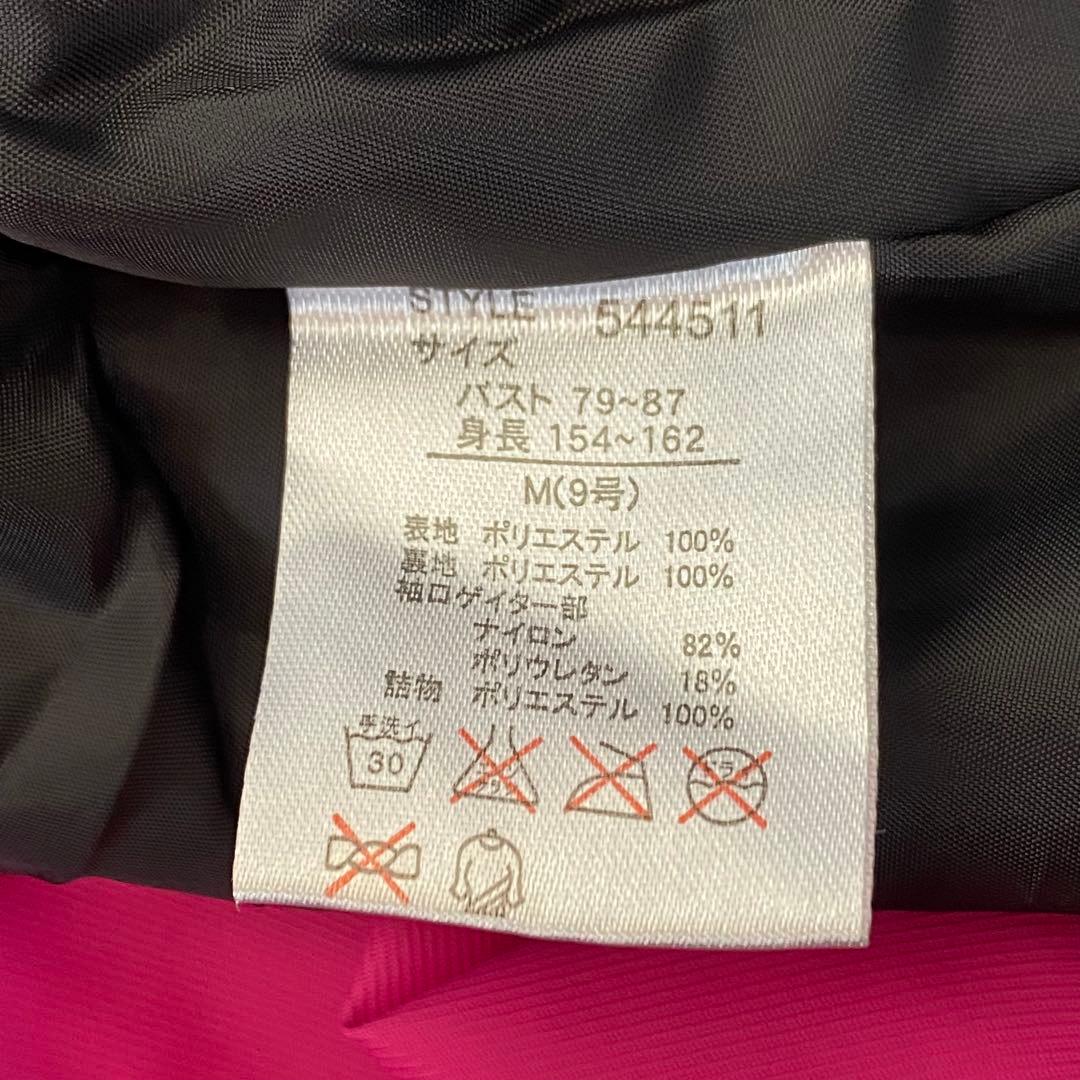 STYLE 544511
サイズ
バスト 79~87
身長 154~162
M(9号)
表地 ポリエステル 100%
裏地 ポリエステル 100%
袖口ゲイター部
ナイロン 82%
ポリウレタン 18%
詰物 ポリエステル 100%
手洗イ
30
ドライ